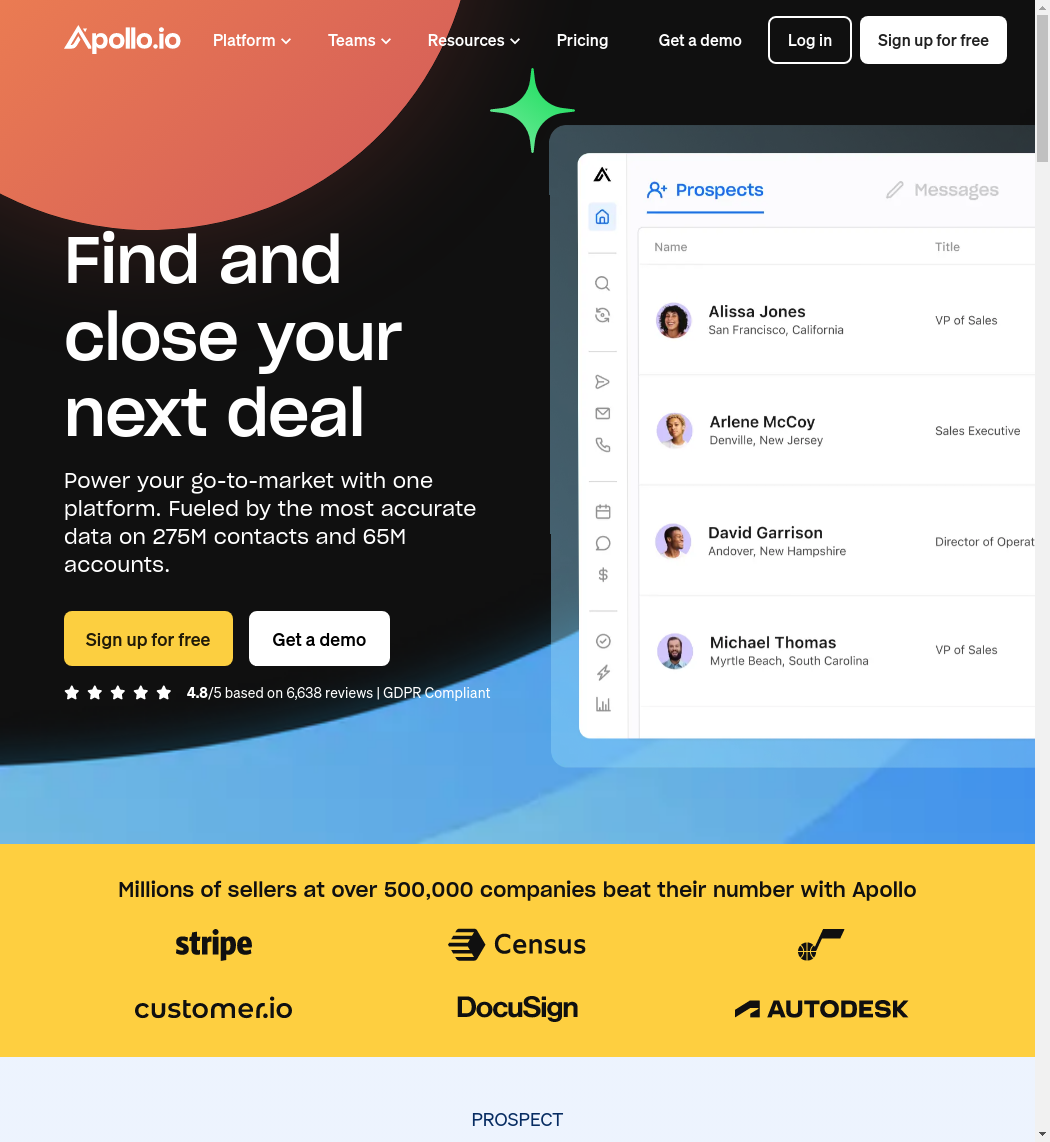 Apollo.io
Platform
Teams
Resources
Pricing
Get a demo
Log in
Sign up for free
Find and
close your
next deal
Power your go-to-market with one
platform. Fueled by the most accurate
data on 275M contacts and 65M
accounts.
Sign up for free
Get a demo
4.8/5 based on 6,638 reviews | GDPR Compliant
Prospects
Messages
Name
Title
Alissa Jones
San Francisco, California
VP of Sales
Arlene McCoy
Denville, New Jersey
Sales Executive
David Garrison
Andover, New Hampshire
Director of Operat
Michael Thomas
Myrtle Beach, South Carolina
VP of Sales
Millions of sellers at over 500,000 companies beat their number with Apollo
stripe
Census
customer.io
DocuSign
AUTODESK
PROSPECT